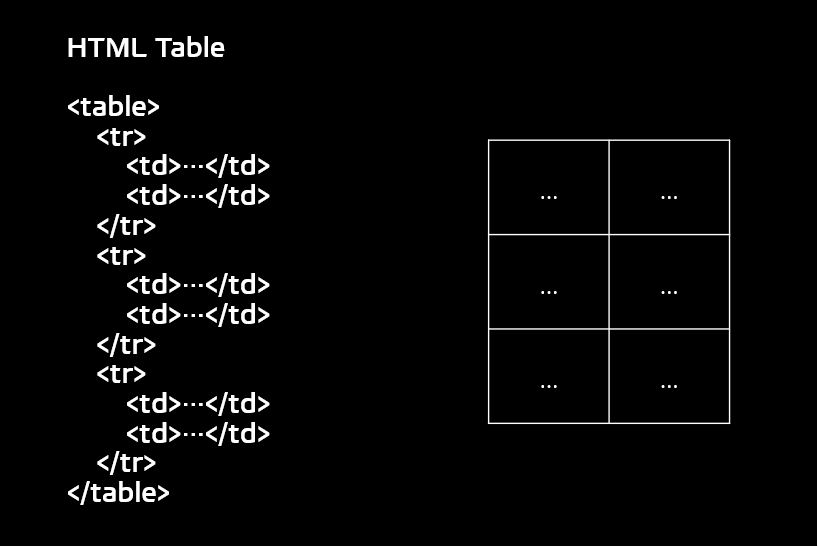 HTML Table
<table>
<tr>
<td>···</td>
<td>···</td>
</tr>
<tr>
<td>···</td>
<td>···</td>
</tr>
<tr>
<td>···</td>
<td>···</td>
</tr>
</table>
... ...
... ...
... ...